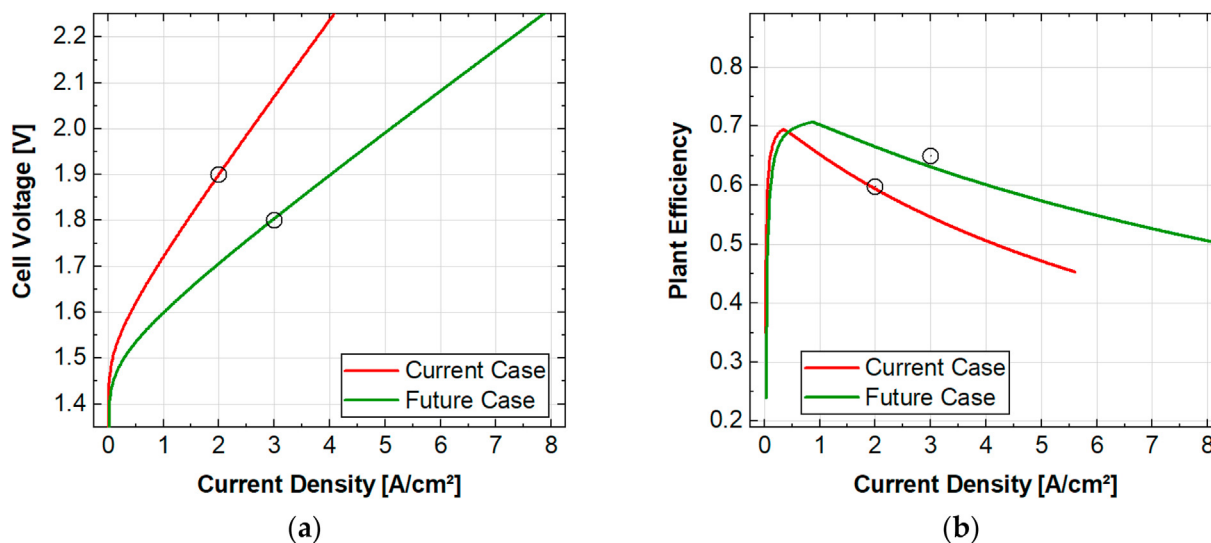 2.2
2.1
2.0
1.9
1.8
1.7
1.6
1.5
1.4
Cell Voltage [V]
Current Case
Future Case
0 1 2 3 4 5 6 7 8
Current Density [A/cm²]
(a)
0.8
0.7
0.6
0.5
0.4
0.3
0.2
Plant Efficiency
Current Case
Future Case
0 1 2 3 4 5 6 7 8
Current Density [A/cm²]
(b)